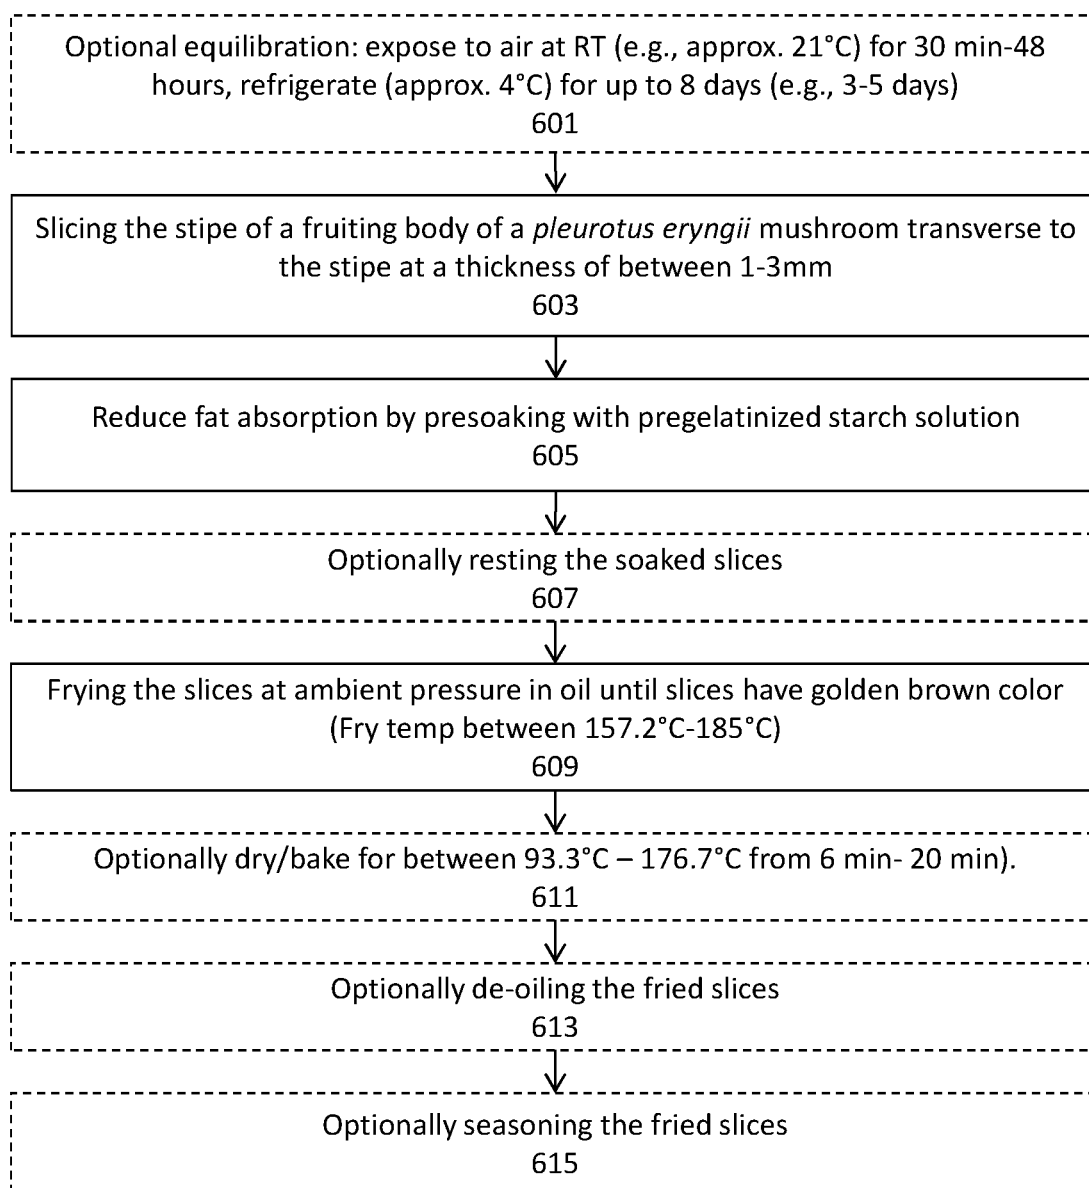 Optional equilibration: expose to air at RT (e.g., approx. 21°C) for 30 min-48
hours, refrigerate (approx. 4°C) for up to 8 days (e.g., 3-5 days)
601
Slicing the stipe of a fruiting body of a pleurotus eryngii mushroom transverse to
the stipe at a thickness of between 1-3mm
603
Reduce fat absorption by presoaking with pregelatinized starch solution
605
Optionally resting the soaked slices
607
Frying the slices at ambient pressure in oil until slices have golden brown color
(Fry temp between 157.2°C-185°C)
609
Optionally dry/bake for between 93.3°C – 176.7°C from 6 min- 20 min).
611
Optionally de-oiling the fried slices
613
Optionally seasoning the fried slices
615